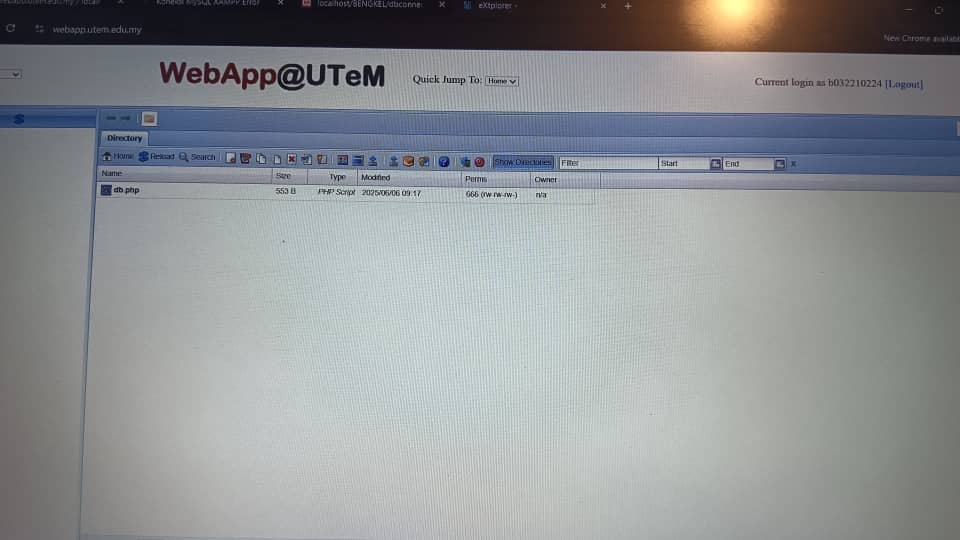 Koneksi MySQL XAMPP Error
localhost/BENGKEL/dbconne
eXtplorer -
webapp.utem.edu.my
New Chrome availabl
WebApp@UTeM
Quick Jump To: Home
Current login as b032210224 [Logout]
Directory
Home Reload Search Show Directories Filter Start End X
Name Size Type Modified Perms Owner
db.php 553 B PHP Script 2025/06/06 09:17 666 (rw-rw-rw-) n/a